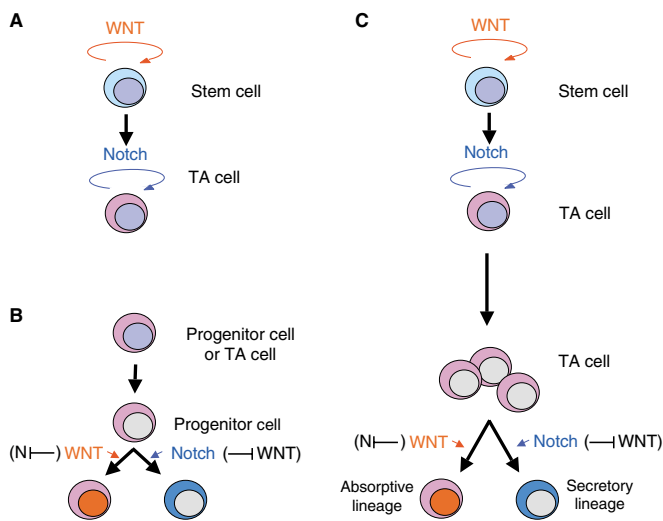 A
WNT
Stem cell
Notch
TA cell
B
Progenitor cell
or TA cell
Progenitor cell
(N ) WNT Notch ( WNT)
C
WNT
Stem cell
Notch
TA cell
TA cell
(N ) WNT Notch ( WNT)
Absorptive
lineage
Secretory
lineage